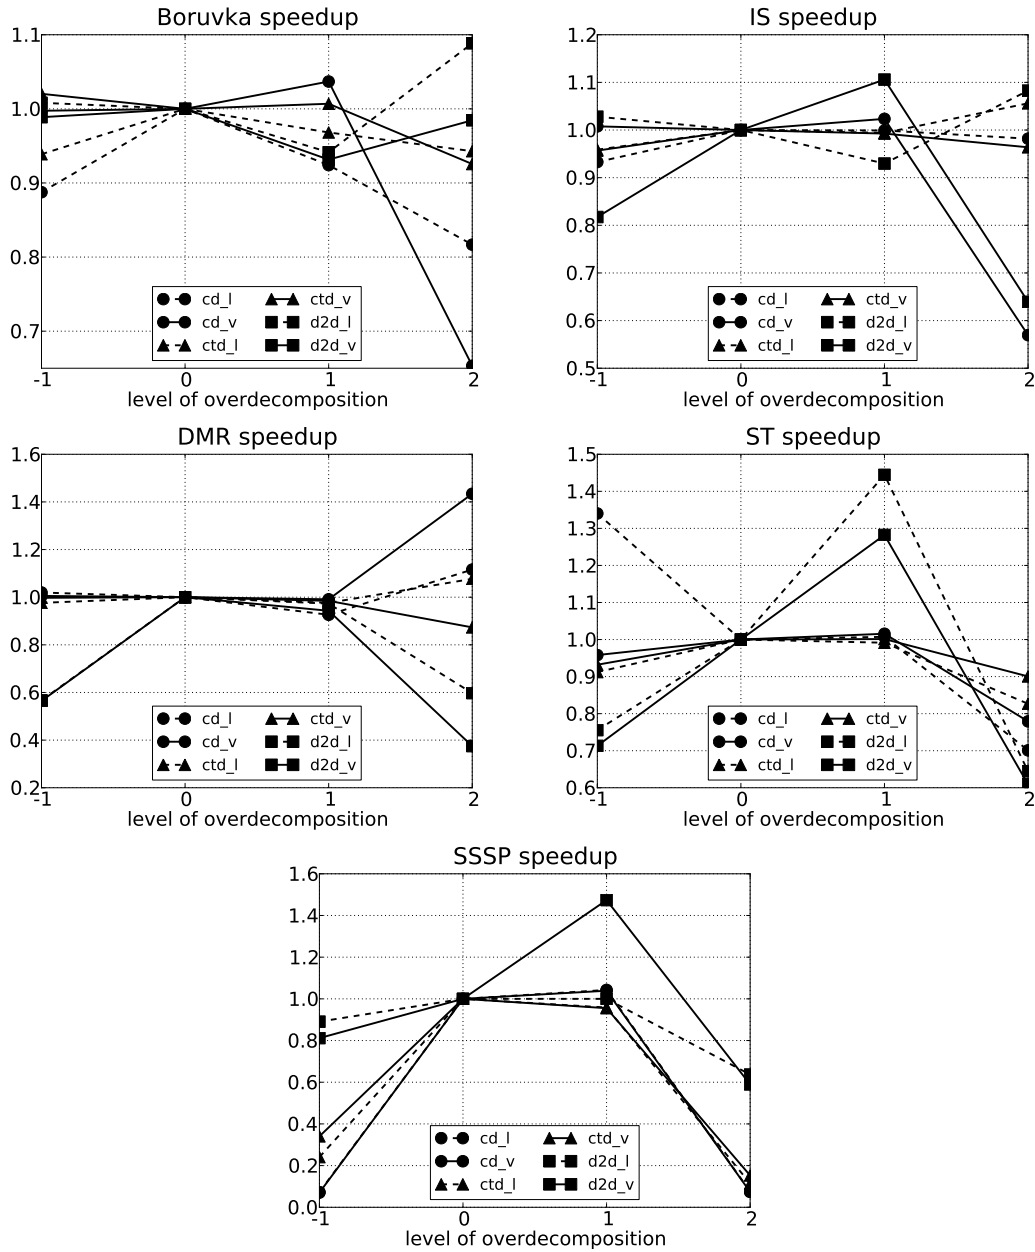 Boruvka speedup
1.1
1.0
0.9
0.8
0.7
cd_l
cd_v
ctd_l
ctd_v
d2d_l
d2d_v
-1 0 1 2
level of overdecomposition
IS speedup
1.2
1.1
1.0
0.9
0.8
0.7
0.6
0.5
cd_l
cd_v
ctd_l
ctd_v
d2d_l
d2d_v
-1 0 1 2
level of overdecomposition
DMR speedup
1.6
1.4
1.2
1.0
0.8
0.6
0.4
0.2
cd_l
cd_v
ctd_l
ctd_v
d2d_l
d2d_v
-1 0 1 2
level of overdecomposition
ST speedup
1.5
1.4
1.3
1.2
1.1
1.0
0.9
0.8
0.7
0.6
cd_l
cd_v
ctd_l
ctd_v
d2d_l
d2d_v
-1 0 1 2
level of overdecomposition
SSSP speedup
1.6
1.4
1.2
1.0
0.8
0.6
0.4
0.2
0.0
cd_l
cd_v
ctd_l
ctd_v
d2d_l
d2d_v
-1 0 1 2
level of overdecomposition